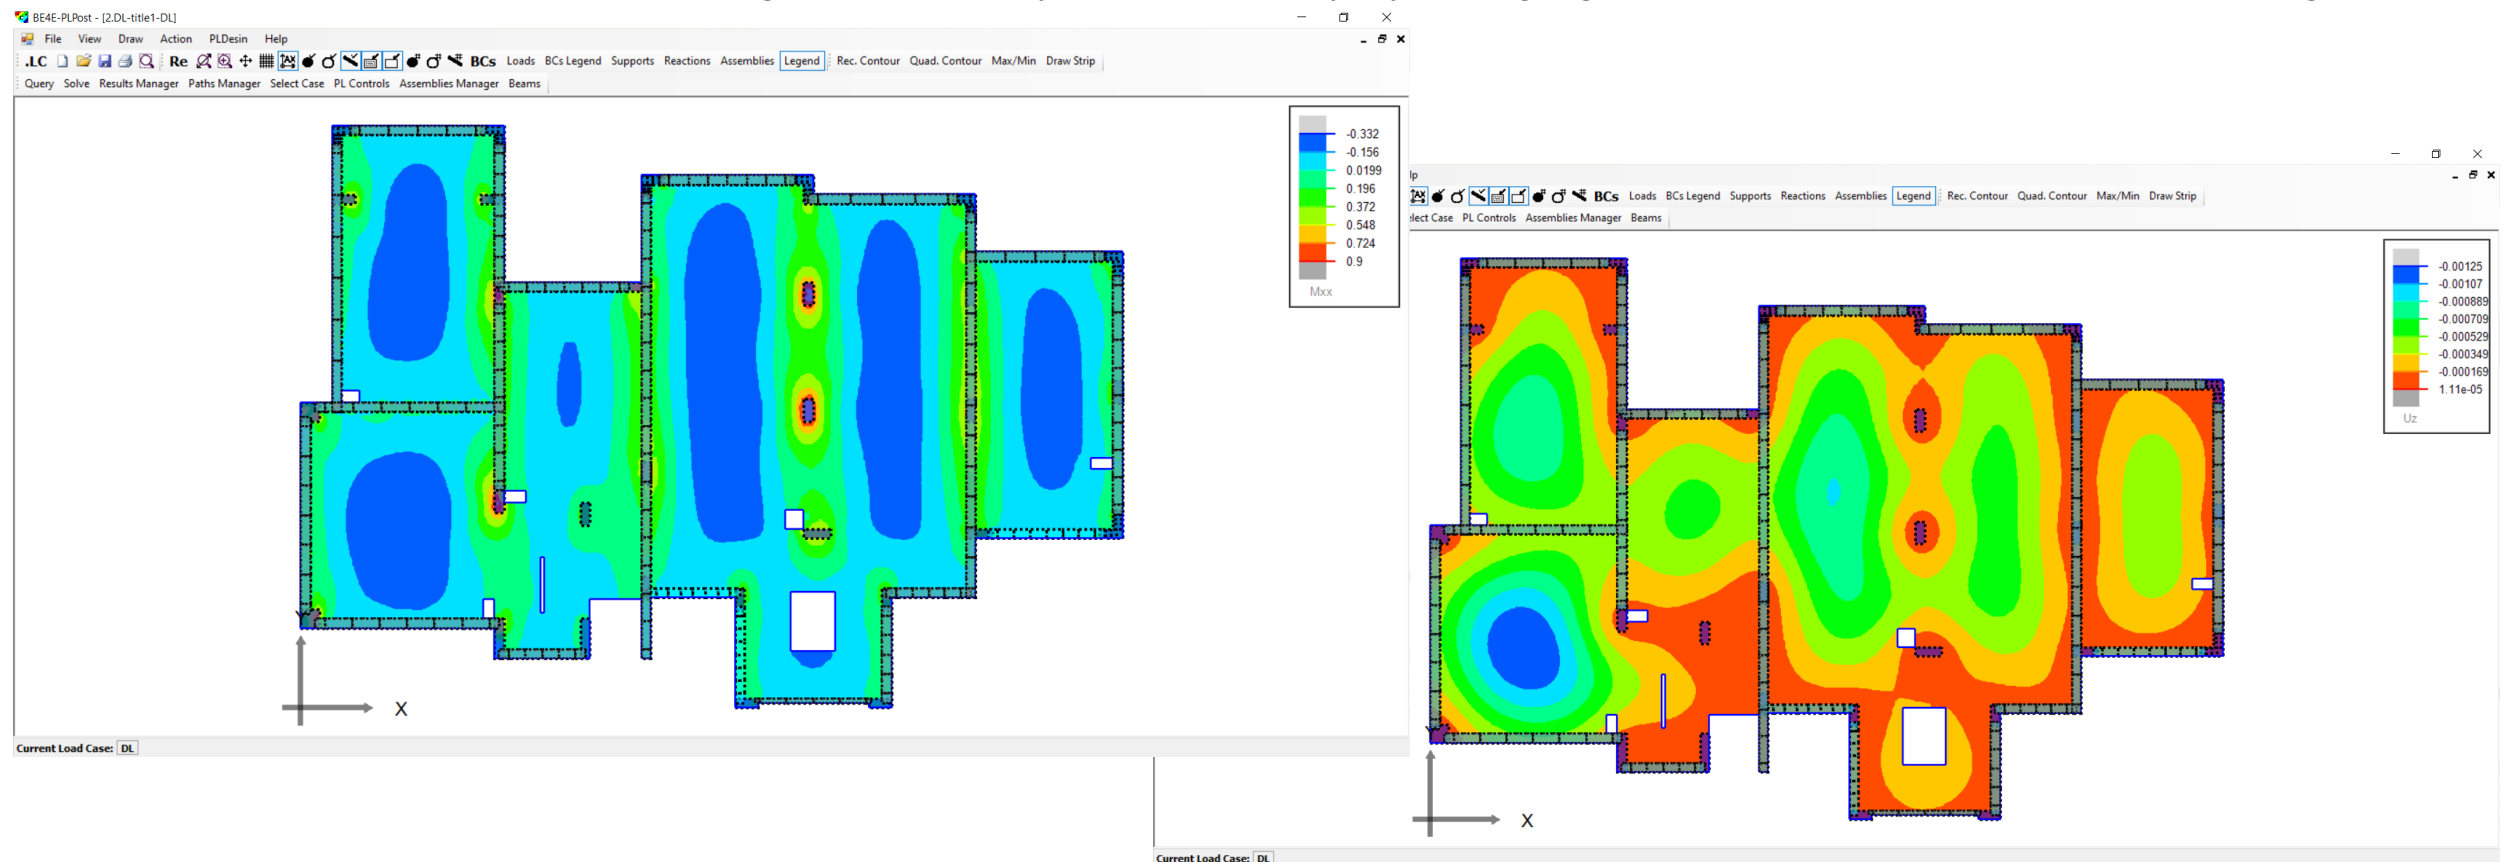 BE4E-PLPost - [2.DL-title1-DL]
File View Draw Action PLDesin Help
.LC Re BCs Loads BCs Legend Supports Reactions Assemblies Legend Rec. Contour Quad. Contour Max/Min Draw Strip
Query Solve Results Manager Paths Manager Select Case PL Controls Assemblies Manager Beams
-0.332
-0.156
0.0199
0.196
0.372
0.548
0.724
0.9
Mxx
X
Current Load Case: DL
lp
BCs Loads BCs Legend Supports Reactions Assemblies Legend Rec. Contour Quad. Contour Max/Min Draw Strip
elect Case PL Controls Assemblies Manager Beams
-0.00125
-0.00107
-0.000889
-0.000709
-0.000529
-0.000349
-0.000169
1.11e-05
Uz
X
Current Load Case: DL